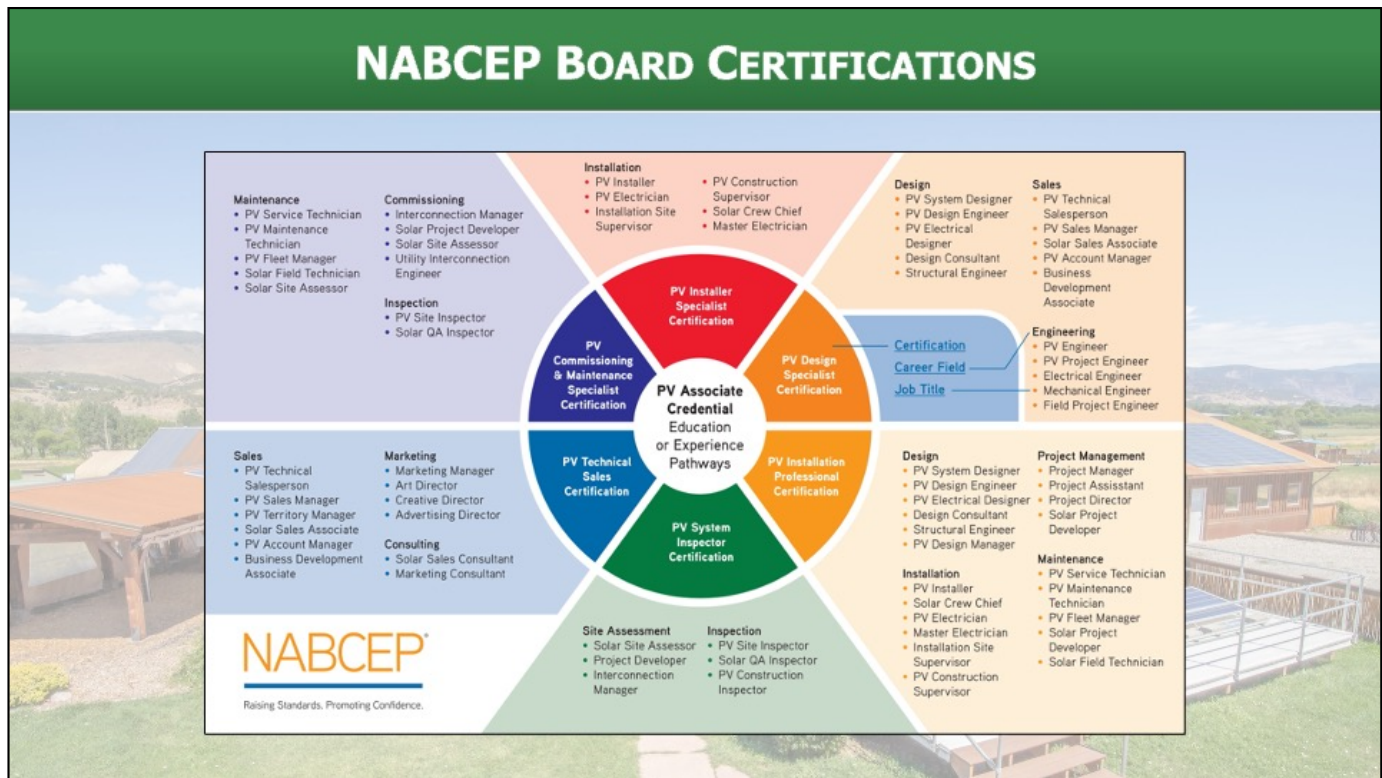 NABCEP BOARD CERTIFICATIONS
Maintenance
• PV Service Technician
• PV Maintenance
Technician
• PV Fleet Manager
• Solar Field Technician
• Solar Site Assessor
Commissioning
• Interconnection Manager
• Solar Project Developer
• Solar Site Assessor
• Utility Interconnection
Engineer
Inspection
• PV Site Inspector
• Solar QA Inspector
Installation
• PV Installer
• PV Electrician
• Installation Site
Supervisor
• PV Construction
Supervisor
• Solar Crew Chief
• Master Electrician
Design
• PV System Designer
• PV Design Engineer
• PV Electrical
Designer
• Design Consultant
• Structural Engineer
Sales
• PV Technical
Salesperson
• PV Sales Manager
• Solar Sales Associate
• PV Account Manager
• Business
Development
Associate
Engineering
• PV Engineer
• PV Project Engineer
• Electrical Engineer
• Mechanical Engineer
• Field Project Engineer
Certification
Career Field
Job Title
PV Installer
Specialist
Certification
PV
Commissioning
& Maintenance
Specialist
Certification
PV Design
Specialist
Certification
PV Associate
Credential
Education
or Experience
Pathways
PV Technical
Sales
Certification
PV Installation
Professional
Certification
PV System
Inspector
Certification
Sales
• PV Technical
Salesperson
• PV Sales Manager
• PV Territory Manager
• Solar Sales Associate
• PV Account Manager
• Business Development
Associate
Marketing
• Marketing Manager
• Art Director
• Creative Director
• Advertising Director
Consulting
• Solar Sales Consultant
• Marketing Consultant
Design
• PV System Designer
• PV Design Engineer
• PV Electrical Designer
• Design Consultant
• Structural Engineer
• PV Design Manager
Installation
• PV Installer
• Solar Crew Chief
• PV Electrician
• Master Electrician
• Installation Site
Supervisor
• PV Construction
Supervisor
Project Management
• Project Manager
• Project Assisstant
• Project Director
• Solar Project
Developer
Maintenance
• PV Service Technician
• PV Maintenance
Technician
• PV Fleet Manager
• Solar Project
Developer
• Solar Field Technician
Site Assessment
• Solar Site Assessor
• Project Developer
• Interconnection
Manager
Inspection
• PV Site Inspector
• Solar QA Inspector
• PV Construction
Inspector
NABCEP®
Raising Standards. Promoting Confidence.